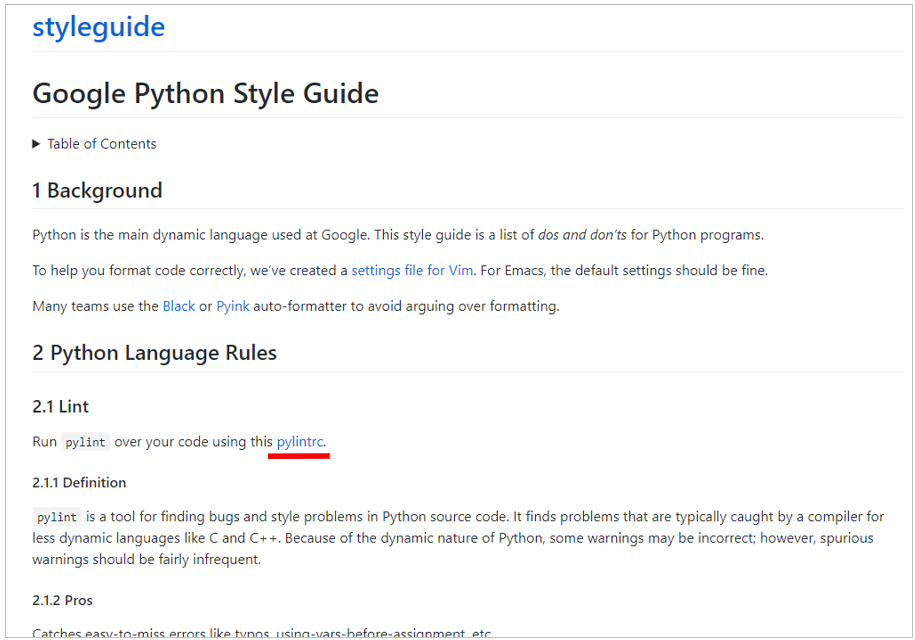 styleguide
Google Python Style Guide
Table of Contents
1 Background
Python is the main dynamic language used at Google. This style guide is a list of dos and don’ts for Python programs.
To help you format code correctly, we’ve created a settings file for Vim. For Emacs, the default settings should be fine.
Many teams use the Black or Pyink auto-formatter to avoid arguing over formatting.
2 Python Language Rules
2.1 Lint
Run pylint over your code using this pylintrc.
2.1.1 Definition
pylint is a tool for finding bugs and style problems in Python source code. It finds problems that are typically caught by a compiler for
less dynamic languages like C and C++. Because of the dynamic nature of Python, some warnings may be incorrect; however, spurious
warnings should be fairly infrequent.
2.1.2 Pros
Catches easy-to-miss errors like typos, using-vars-before-assignment, etc.